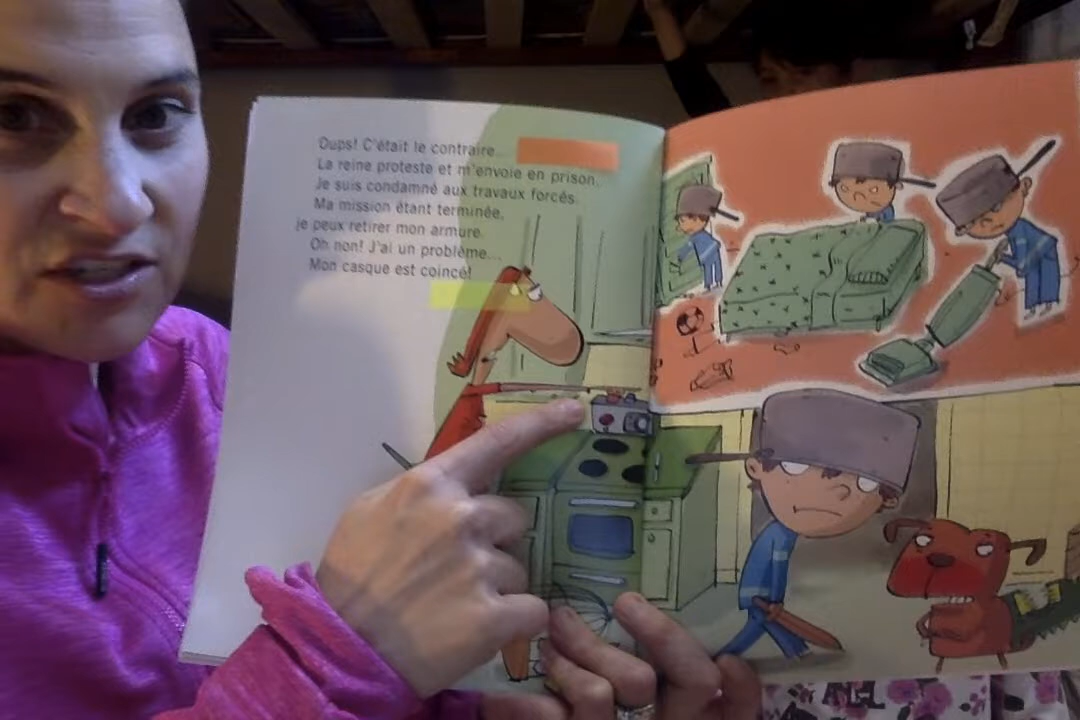 Oups! C'était le contraire...
La reine proteste et m'envoie en prison.
Je suis condamné aux travaux forcés.
Ma mission étant terminée,
je peux retirer mon armure.
Oh non! J'ai un problème...
Mon casque est coincé!